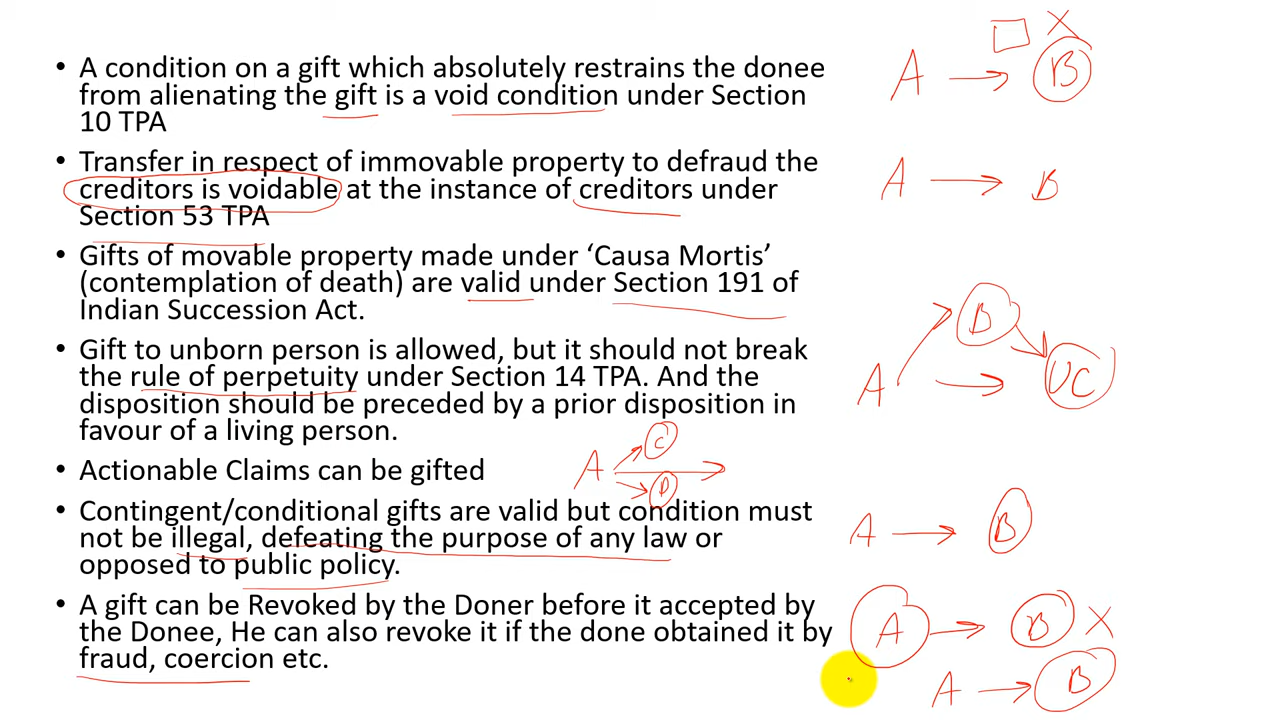 • A condition on a gift which absolutely restrains the donee
from alienating the gift is a void condition under Section
10 TPA
A → B X
• Transfer in respect of immovable property to defraud the
creditors is voidable at the instance of creditors under
Section 53 TPA
A → B
• Gifts of movable property made under ‘Causa Mortis’
(contemplation of death) are valid under Section 191 of
Indian Succession Act.
• Gift to unborn person is allowed, but it should not break
the rule of perpetuity under Section 14 TPA. And the
disposition should be preceded by a prior disposition in
favour of a living person.
B
A → UC
• Actionable Claims can be gifted
C
A →
D
• Contingent/conditional gifts are valid but condition must
not be illegal, defeating the purpose of any law or
opposed to public policy.
A → B
• A gift can be Revoked by the Doner before it accepted by
the Donee, He can also revoke it if the done obtained it by
fraud, coercion etc.
A → B X
A → B